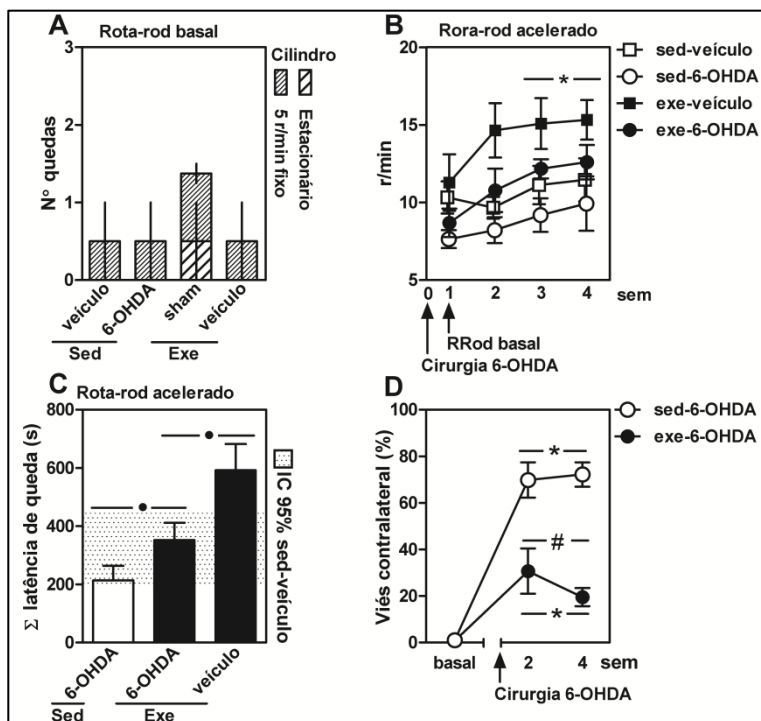 A
Rota-rod basal
N° quedas
3
2
1
0
veículo
6-OHDA
sham
veículo
Sed
Exe
Cilindro
5 r/min fixo
Estacionário
B
Rora-rod acelerado
r/min
20
15
10
5
0
1
2
3
4
sem
*
RRod basal
Cirurgia 6-OHDA
sed-veículo
sed-6-OHDA
exe-veículo
exe-6-OHDA
C
Rota-rod acelerado
Σ latência de queda (s)
800
600
400
200
0
6-OHDA
6-OHDA
veículo
Sed
Exe
IC 95% sed-veículo
D
Viés contralateral (%)
100
80
60
40
20
0
*
#
*
basal
2
4
sem
Cirurgia 6-OHDA
sed-6-OHDA
exe-6-OHDA